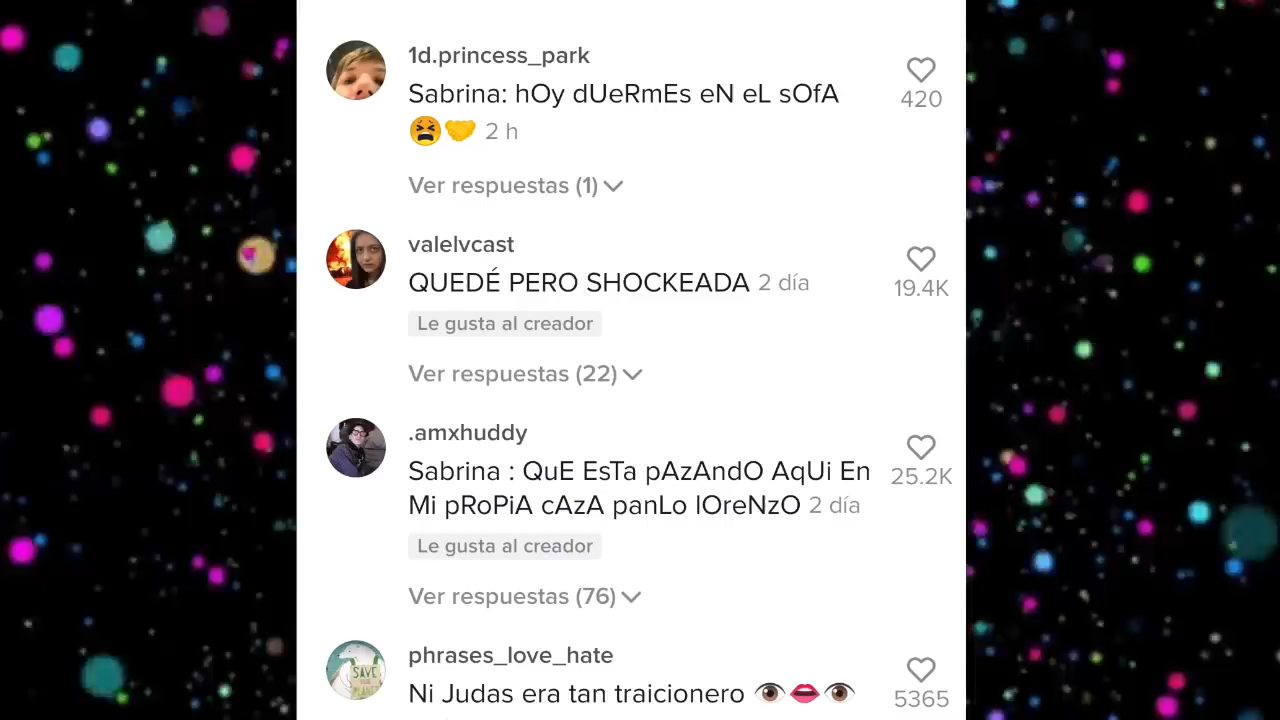 1d.princess_park
Sabrina: hOy dUeRmEs eN eL sOfA
😫🤝 2 h
420
Ver respuestas (1)
valelvcast
QUEDÉ PERO SHOCKEADA 2 día
19.4K
Le gusta al creador
Ver respuestas (22)
.amxhuddy
Sabrina : QuE EsTa pAzAndO AqUi En
Mi pRoPiA cAzA panLo lOreNzO 2 día
25.2K
Le gusta al creador
Ver respuestas (76)
phrases_love_hate
Ni Judas era tan traicionero 👁️👄👁️
5365
SAVE